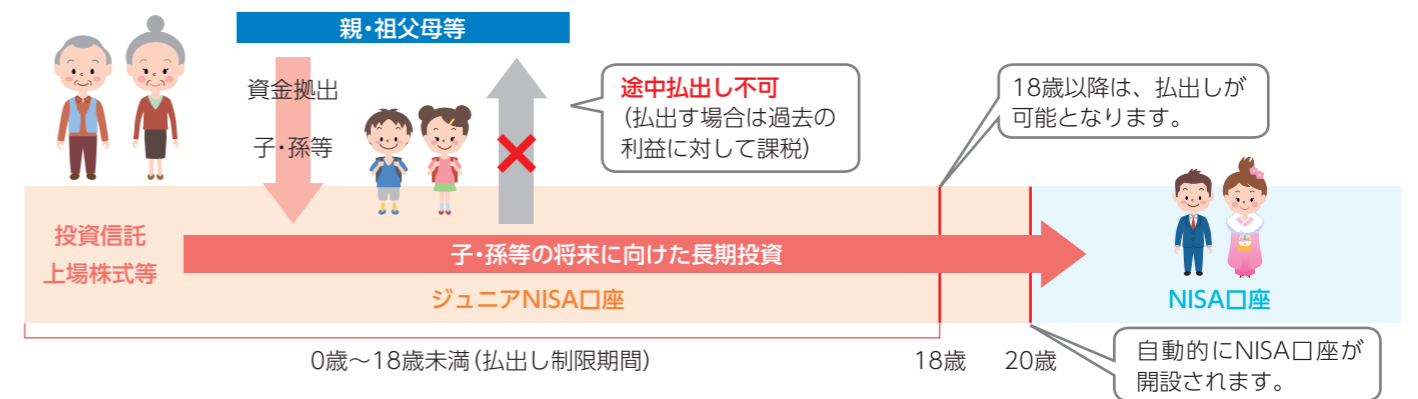 親・祖父母等
資金拠出
子・孫等
途中払出し不可
(払出す場合は過去の
利益に対して課税)
18歳以降は、払出しが
可能となります。
投資信託
上場株式等
子・孫等の将来に向けた長期投資
ジュニアNISA口座
NISA口座
0歳〜18歳未満(払出し制限期間)
18歳
20歳
自動的にNISA口座が
開設されます。